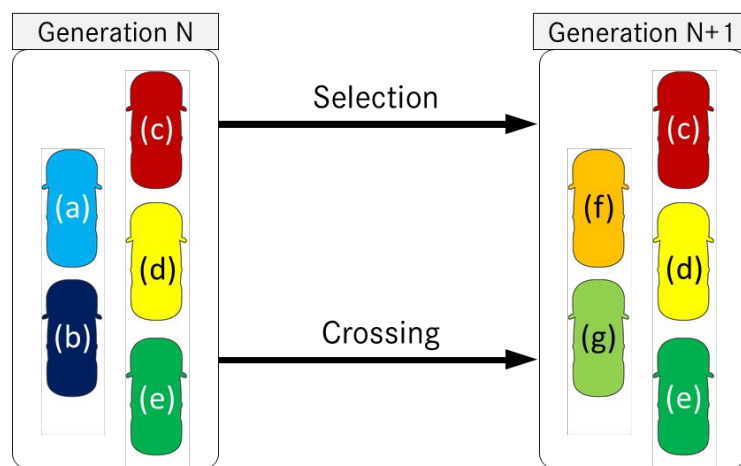 Generation N
Generation N+1
(c)
(a)
(d)
(b)
(e)
Selection
Crossing
(c)
(f)
(d)
(g)
(e)